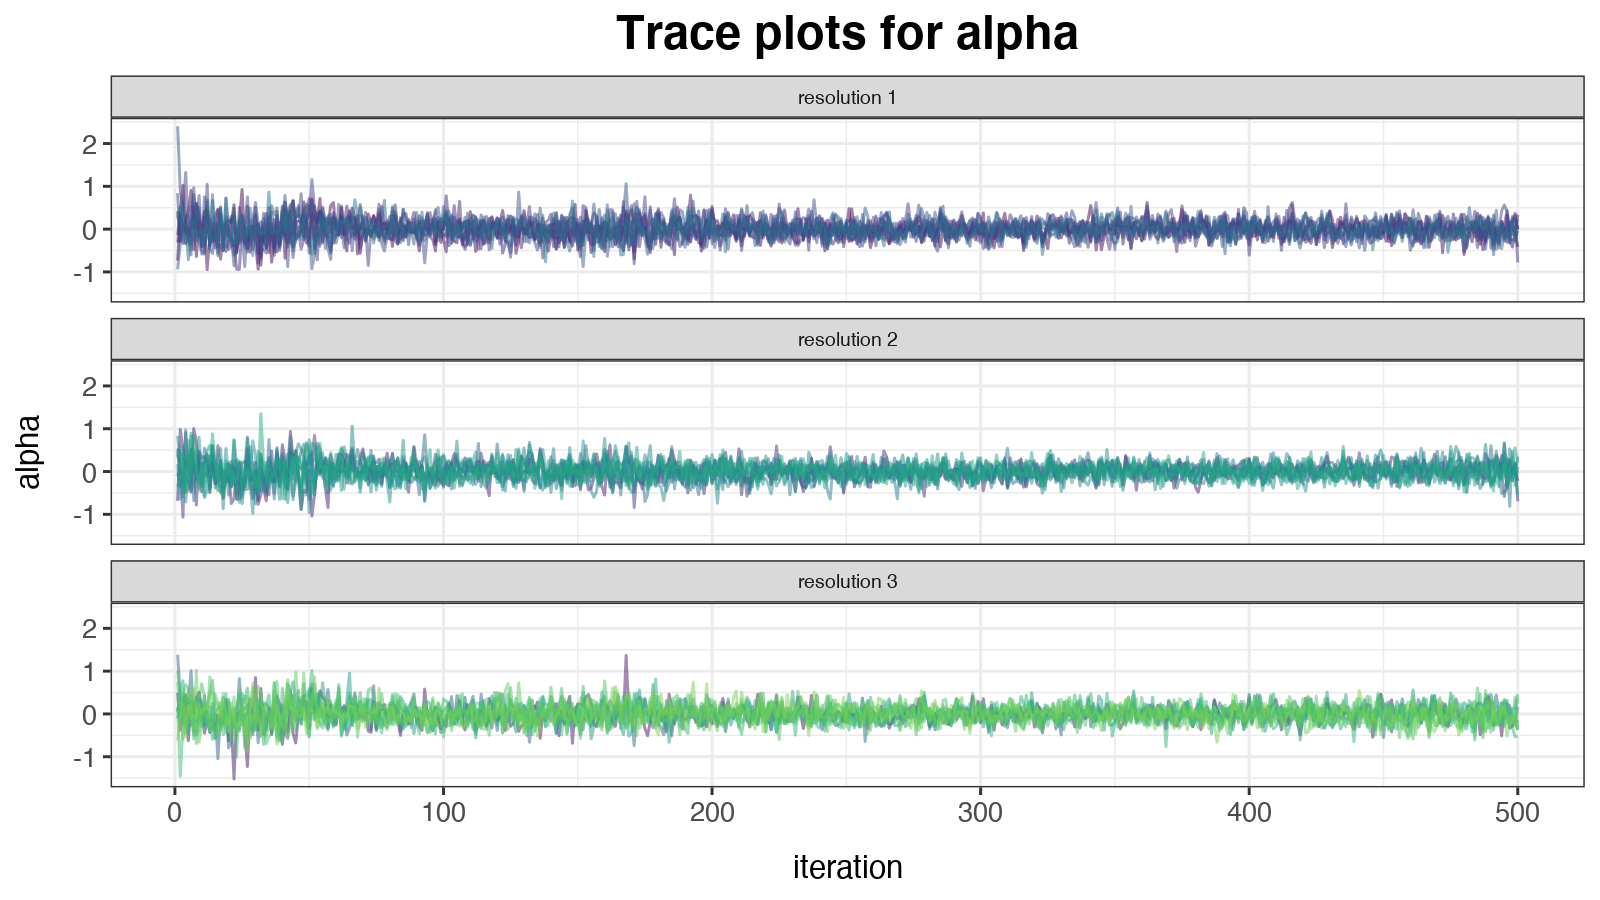 Trace plots for alpha
resolution 1
2
1
0
-1
resolution 2
2
1
0
-1
resolution 3
2
1
0
-1
alpha
0 100 200 300 400 500
iteration